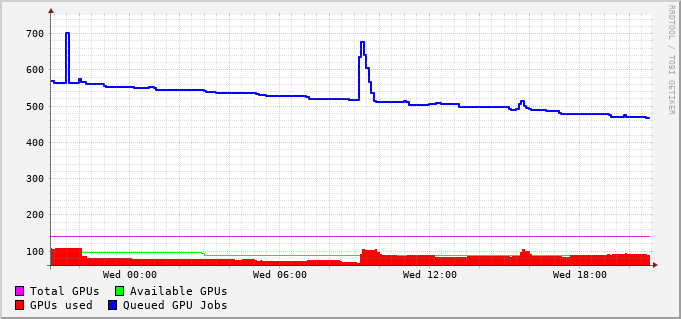 700
600
500
400
300
200
100
Wed 00:00 Wed 06:00 Wed 12:00 Wed 18:00
Total GPUs Available GPUs
GPUs used Queued GPU Jobs
RRDTOOL / TOBI OETIKER